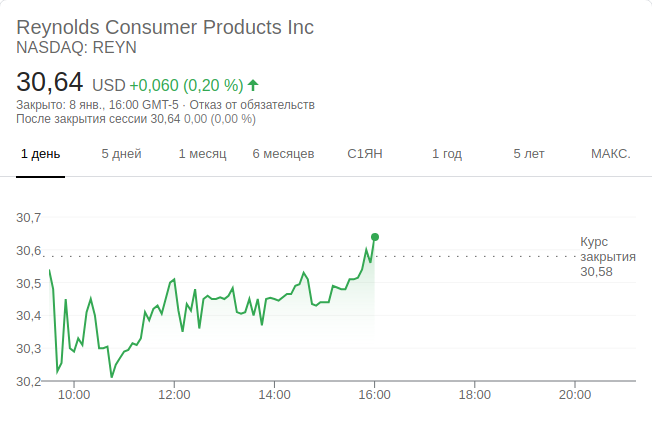 Reynolds Consumer Products Inc
NASDAQ: REYN
30,64 USD +0,060 (0,20 %)
Закрыто: 8 янв., 16:00 GMT-5 · Отказ от обязательств
После закрытия сессии 30,64 0,00 (0,00 %)
1 день 5 дней 1 месяц 6 месяцев С1ЯН 1 год 5 лет МАКС.
30,7
30,6
30,5
30,4
30,3
30,2
Курс
закрытия
30,58
10:00 12:00 14:00 16:00 18:00 20:00